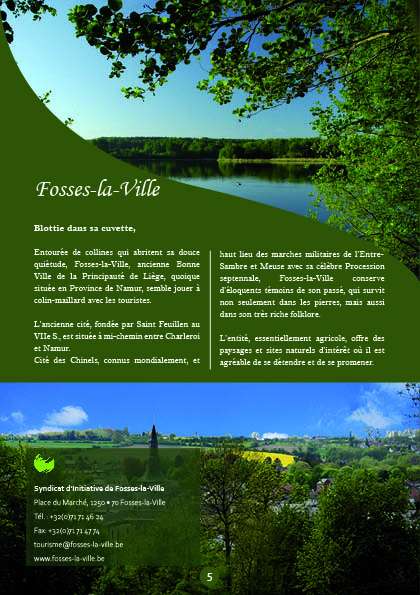 Fosses-la-Ville
Blottie dans sa cuvette,
Entourée de collines qui abritent sa douce
quiétude, Fosses-la-Ville, ancienne Bonne
Ville de la Principauté de Liège, quoique
située en Province de Namur, semble jouer à
colin-maillard avec les touristes.
L'ancienne cité, fondée par Saint Feuillen au
VIIe S., est située à mi-chemin entre Charleroi
et Namur.
Cité des Chinels, connus mondialement, et
haut lieu des marches militaires de l'Entre-
Sambre et Meuse avec sa célèbre Procession
septennale, Fosses-la-Ville conserve
d'éloquents témoins de son passé, qui survit
non seulement dans les pierres, mais aussi
dans son très riche folklore.
L'entité, essentiellement agricole, offre des
paysages et sites naturels d'intérêt où il est
agréable de se détendre et de se promener.
Syndicat d'Initiative de Fosses-la-Ville
Place du Marché, 1250 • 70 Fosses-la-Ville
Tél. : +32(0)71 71 46 24
Fax: +32(0)71 71 47 74
tourisme@fosses-la-ville.be
www.fosses-la-ville.be
5